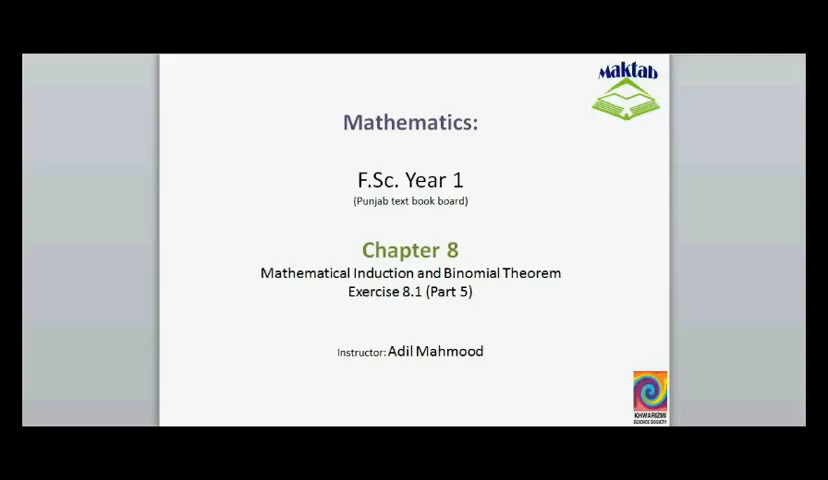 Maktab
Mathematics:
F.Sc. Year 1
(Punjab text book board)
Chapter 8
Mathematical Induction and Binomial Theorem
Exercise 8.1 (Part 5)
Instructor: Adil Mahmood
KHWARIZMI
SCIENCE SOCIETY